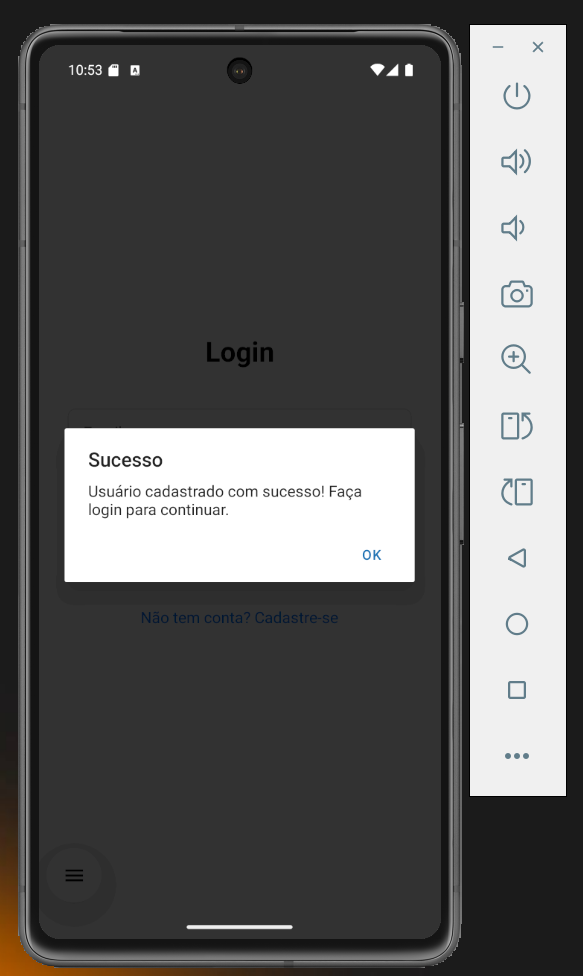 10:53
Login
Sucesso
Usuário cadastrado com sucesso! Faça
login para continuar.
OK
Não tem conta? Cadastre-se